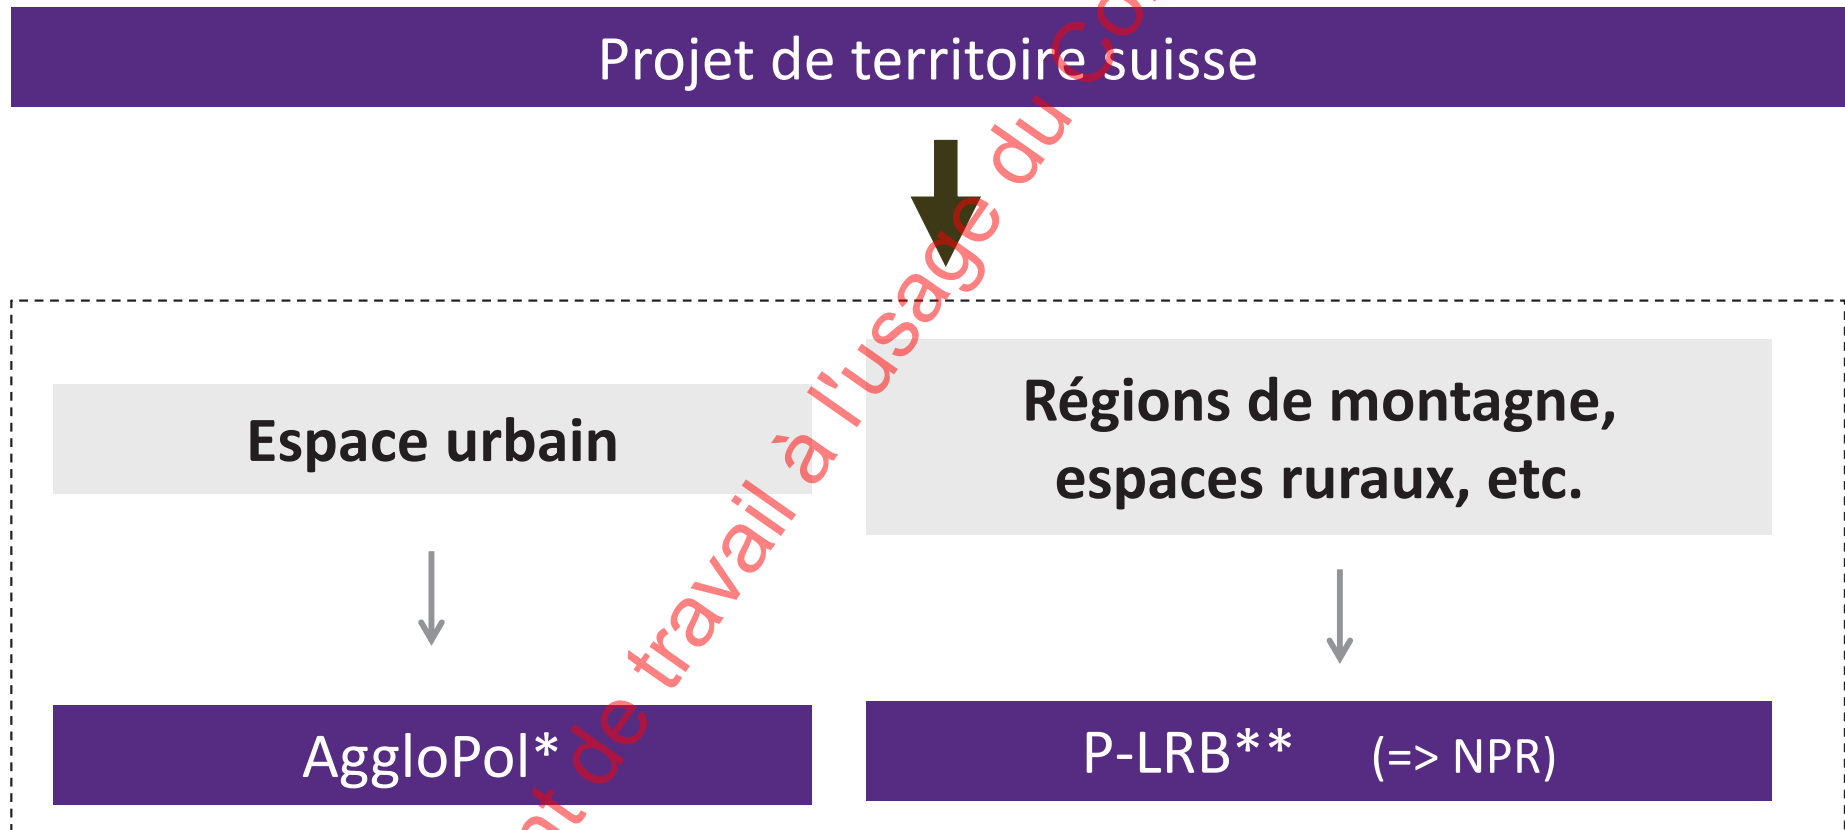 Projet de territoire suisse
Espace urbain
Régions de montagne,
espaces ruraux, etc.
AggloPol*
P-LRB** (=> NPR)
de travail à l'usage du